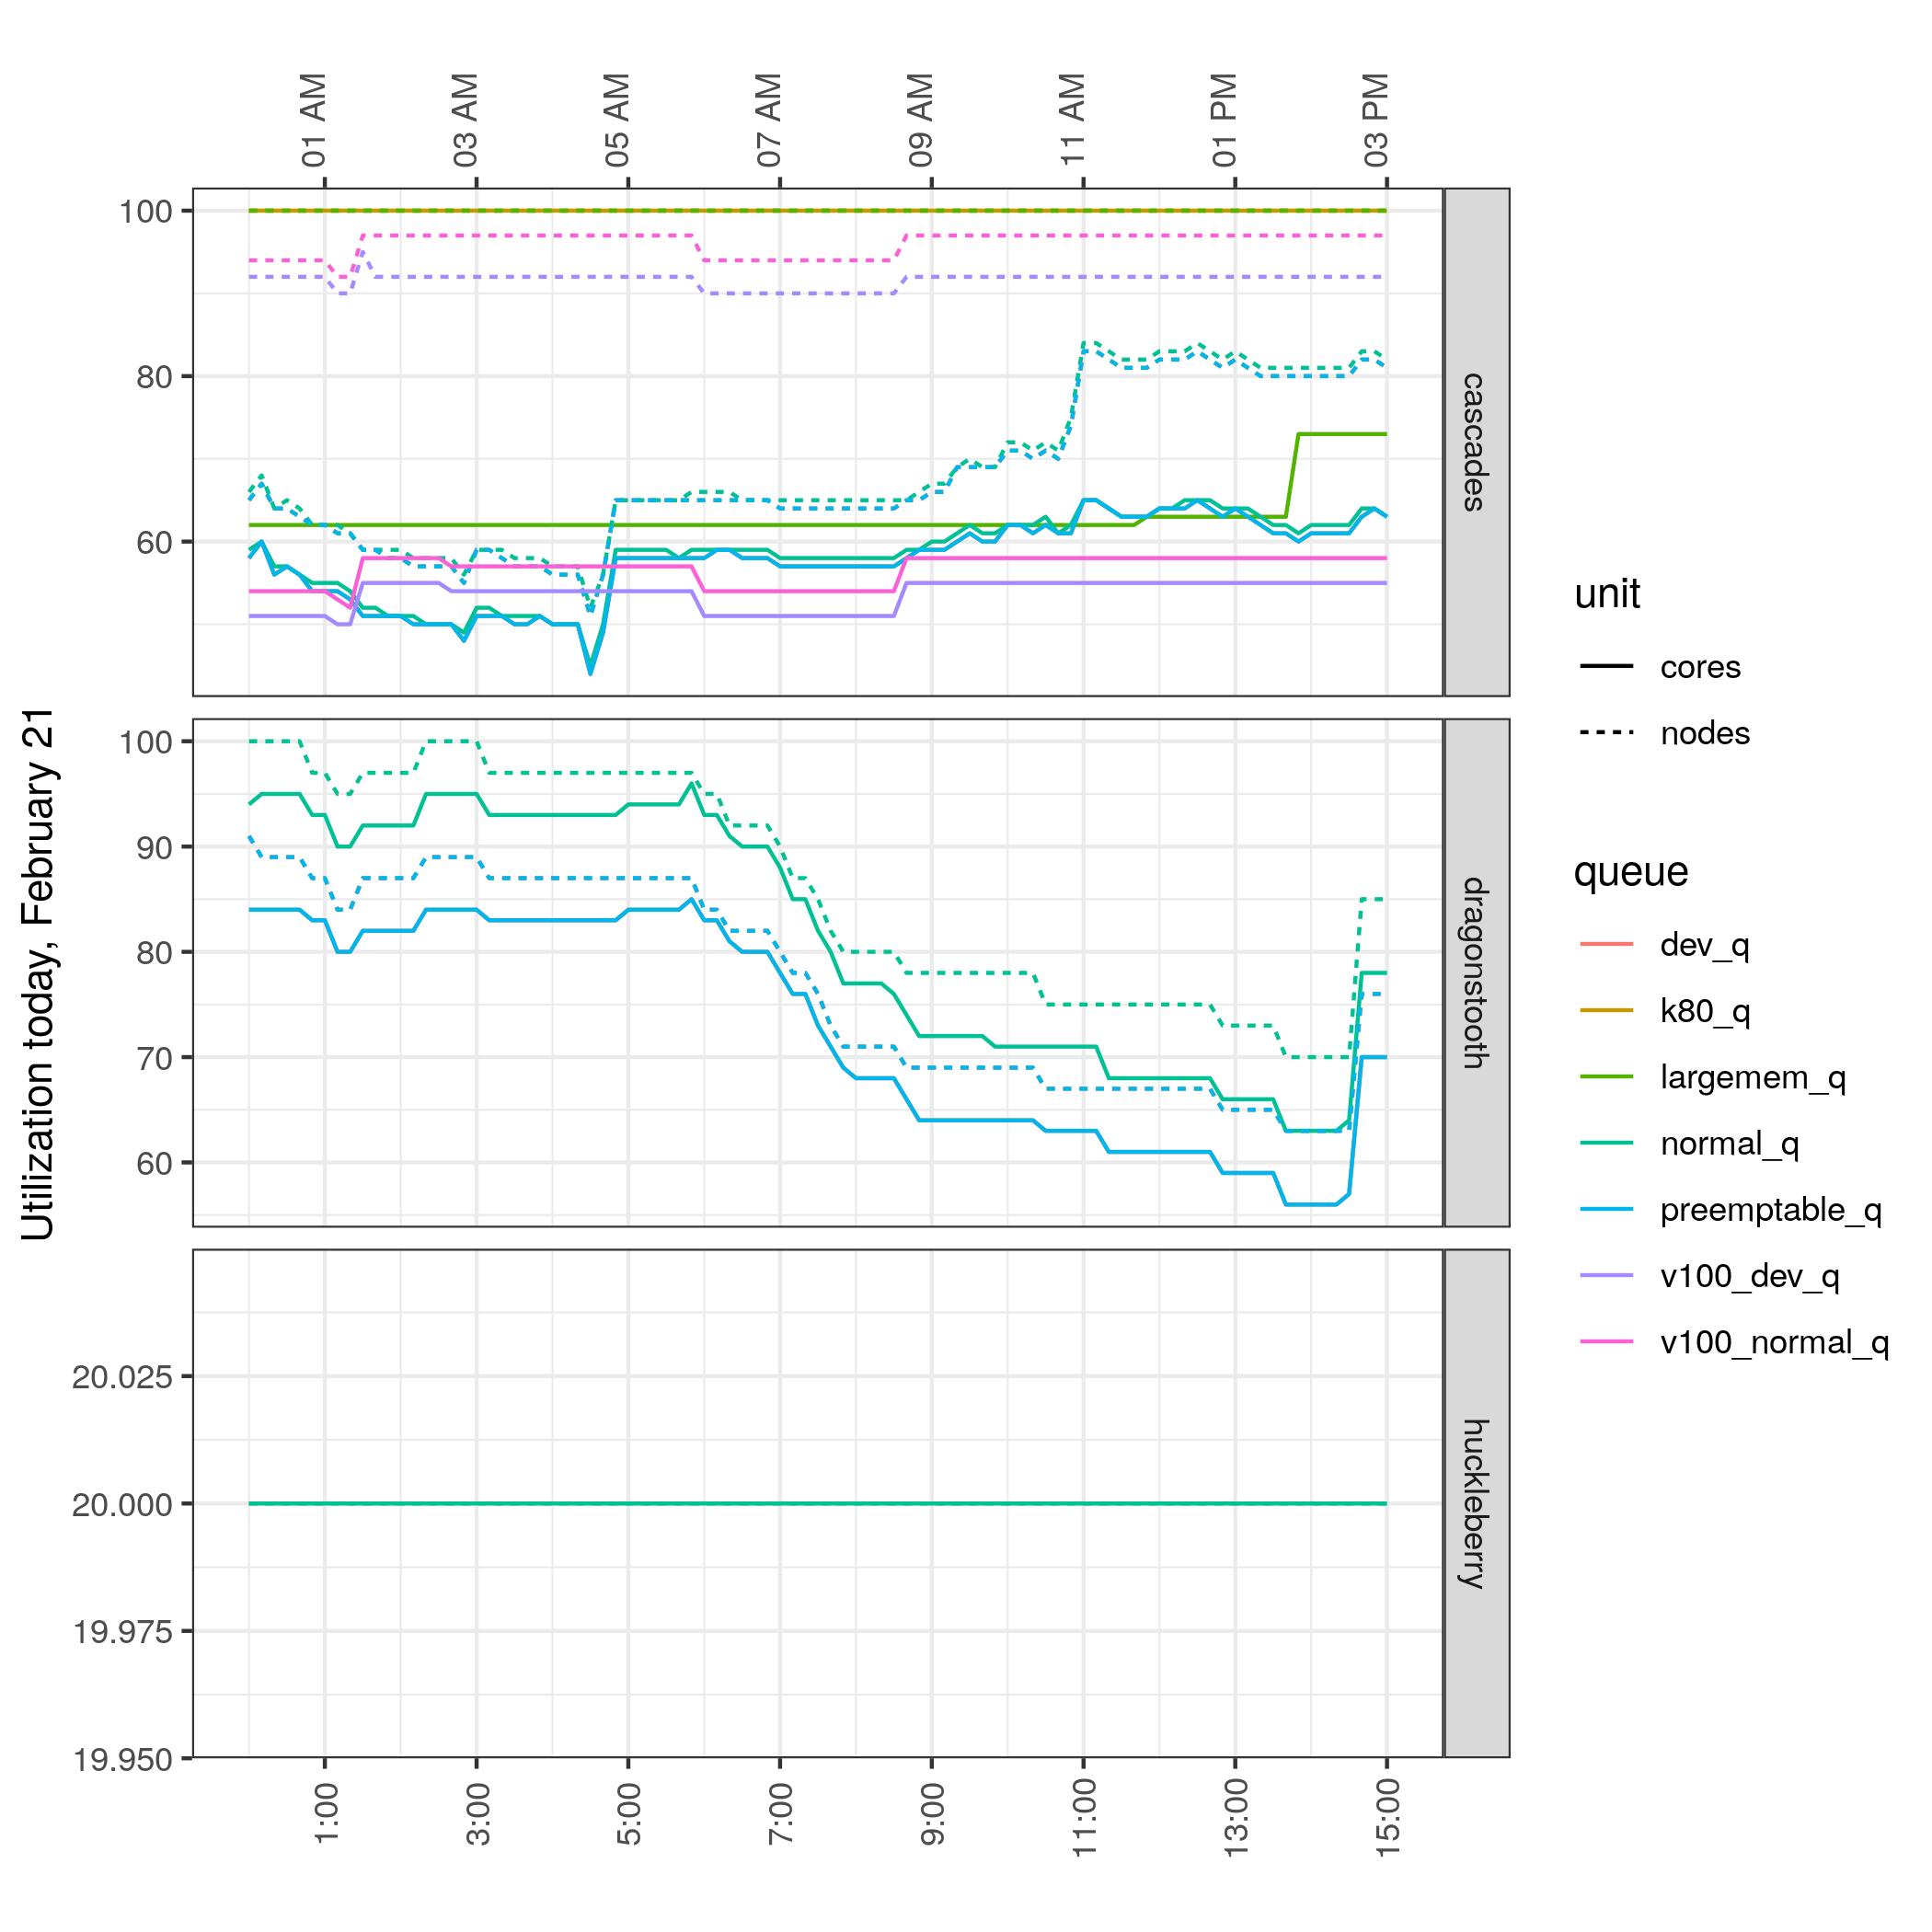 01 AM
03 AM
05 AM
07 AM
09 AM
11 AM
01 PM
03 PM
Utilization today, February 21
100
80
60
cascades
100
90
80
70
60
dragonstooth
20.025
20.000
19.975
19.950
huckleberry
1:00
3:00
5:00
7:00
9:00
11:00
13:00
15:00
unit
cores
nodes
queue
dev_q
k80_q
largemem_q
normal_q
preemptable_q
v100_dev_q
v100_normal_q